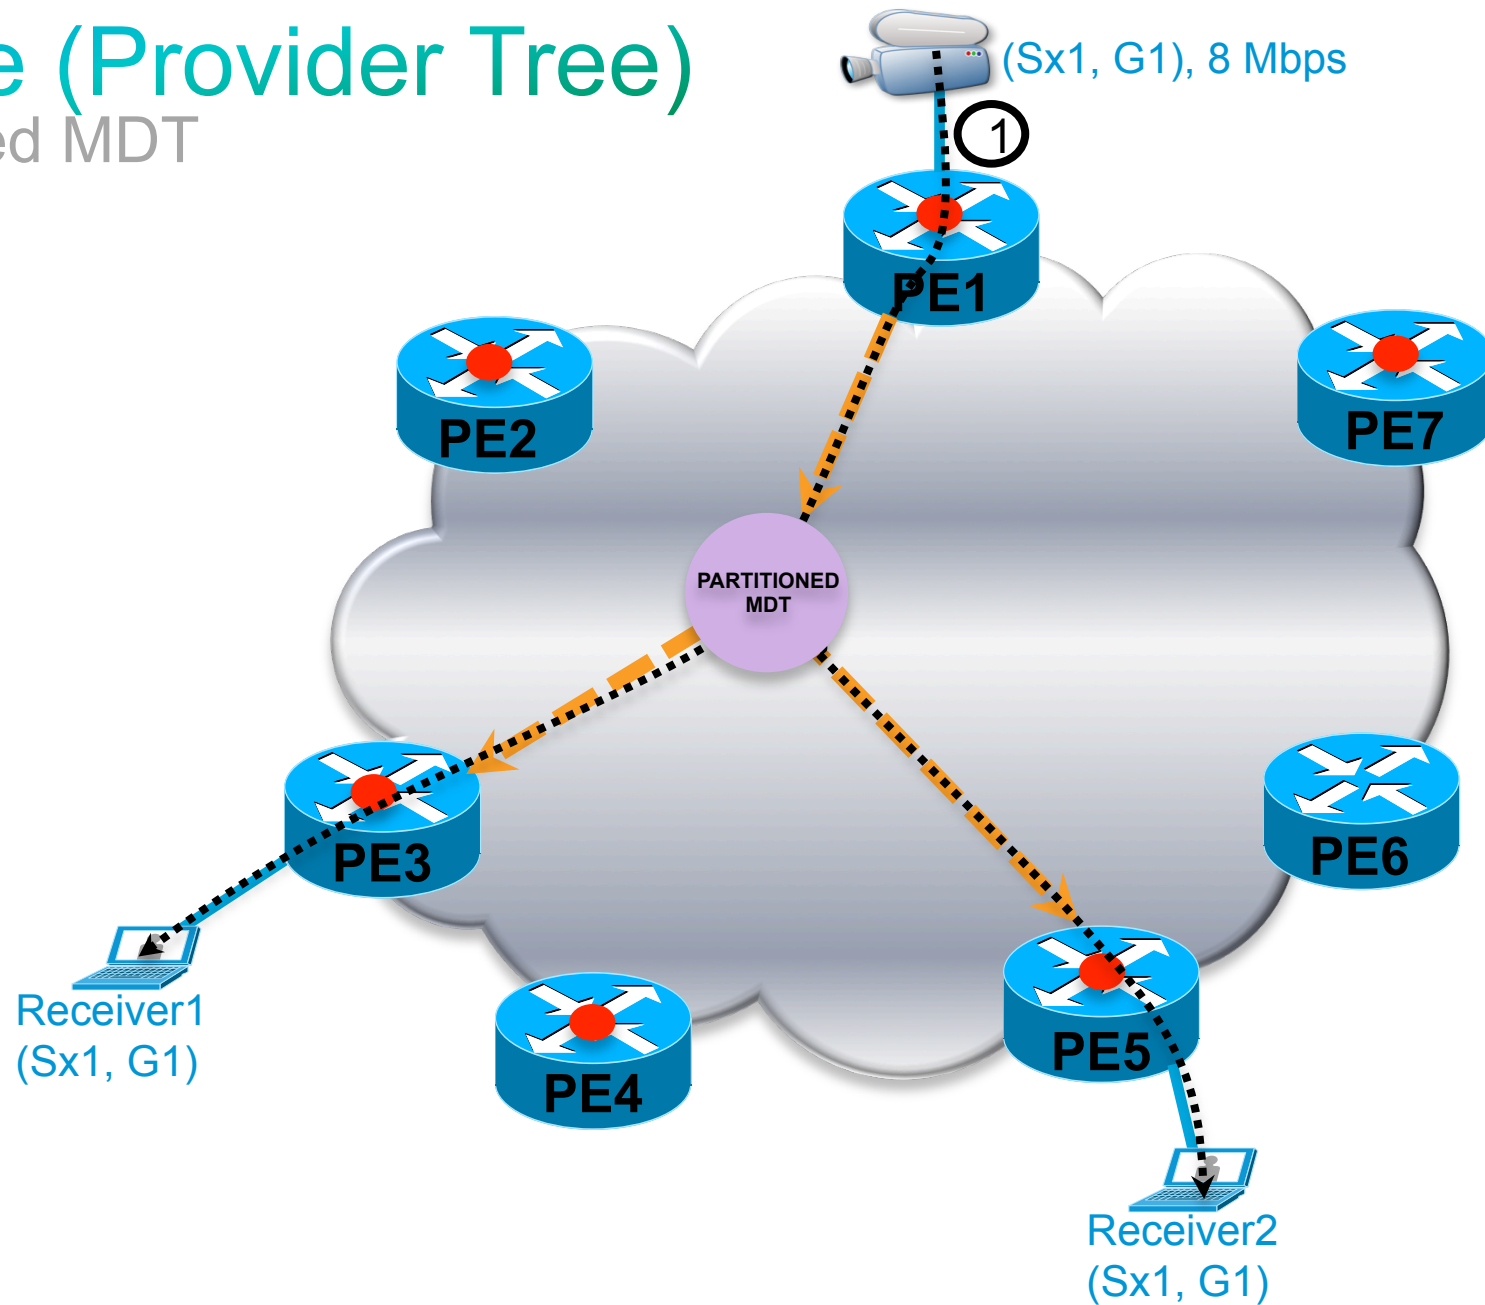 e (Provider Tree)
ed MDT
(Sx1, G1), 8 Mbps
1
PE1
PE2
PE7
PARTITIONED
MDT
PE3
PE6
Receiver1
(Sx1, G1)
PE4
PE5
Receiver2
(Sx1, G1)